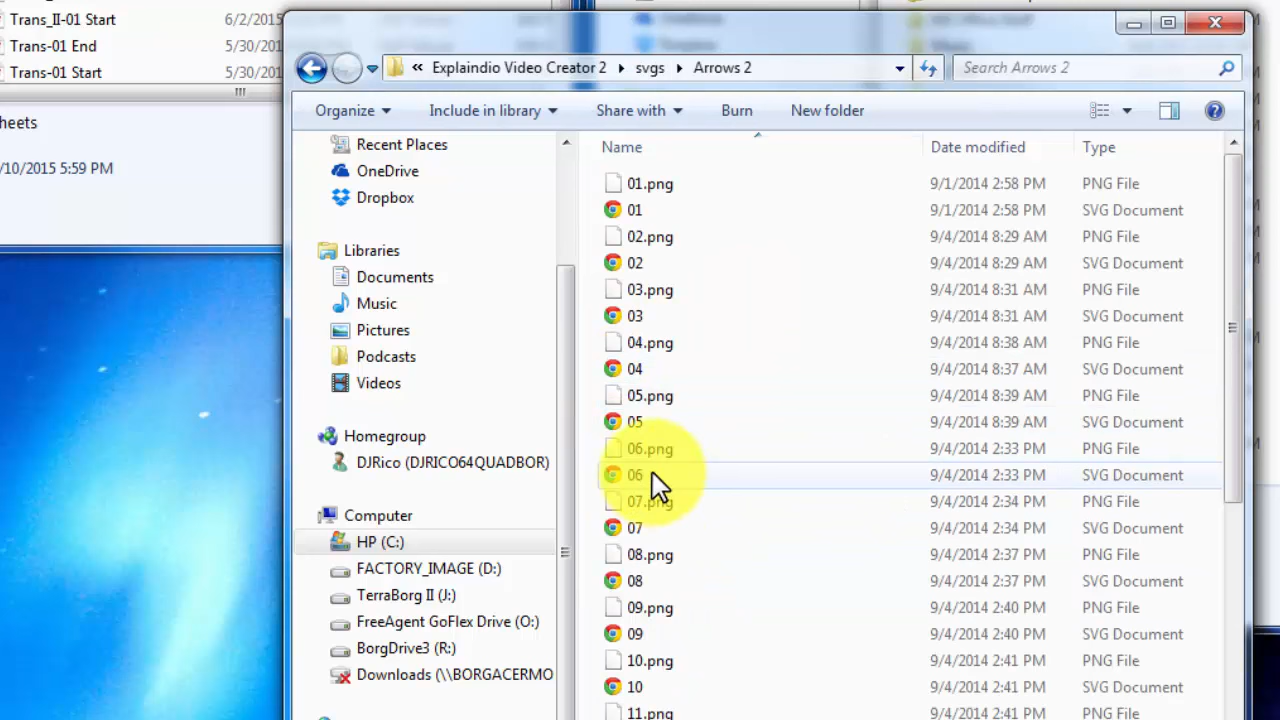 Trans_II-01 Start 6/2/2015
Trans-01 End 5/30/201
Trans-01 Start 5/30/201
heets
/10/2015 5:59 PM
« Explaindio Video Creator 2 svgs Arrows 2 Search Arrows 2
Organize Include in library Share with Burn New folder
Recent Places
OneDrive
Dropbox
Libraries
Documents
Music
Pictures
Podcasts
Videos
Homegroup
DJRico (DJRICO64QUADBOR)
Computer
HP (C:)
FACTORY_IMAGE (D:)
TerraBorg II (J:)
FreeAgent GoFlex Drive (O:)
BorgDrive3 (R:)
Downloads (\\BORGACERMO
Name Date modified Type
01.png 9/1/2014 2:58 PM PNG File
01 9/1/2014 2:58 PM SVG Document
02.png 9/4/2014 8:29 AM PNG File
02 9/4/2014 8:29 AM SVG Document
03.png 9/4/2014 8:31 AM PNG File
03 9/4/2014 8:31 AM SVG Document
04.png 9/4/2014 8:38 AM PNG File
04 9/4/2014 8:37 AM SVG Document
05.png 9/4/2014 8:39 AM PNG File
05 9/4/2014 8:39 AM SVG Document
06.png 9/4/2014 2:33 PM PNG File
06 9/4/2014 2:33 PM SVG Document
07.png 9/4/2014 2:34 PM PNG File
07 9/4/2014 2:34 PM SVG Document
08.png 9/4/2014 2:37 PM PNG File
08 9/4/2014 2:37 PM SVG Document
09.png 9/4/2014 2:40 PM PNG File
09 9/4/2014 2:40 PM SVG Document
10.png 9/4/2014 2:41 PM PNG File
10 9/4/2014 2:41 PM SVG Document
11.png 9/4/2014 2:41 PM PNG File